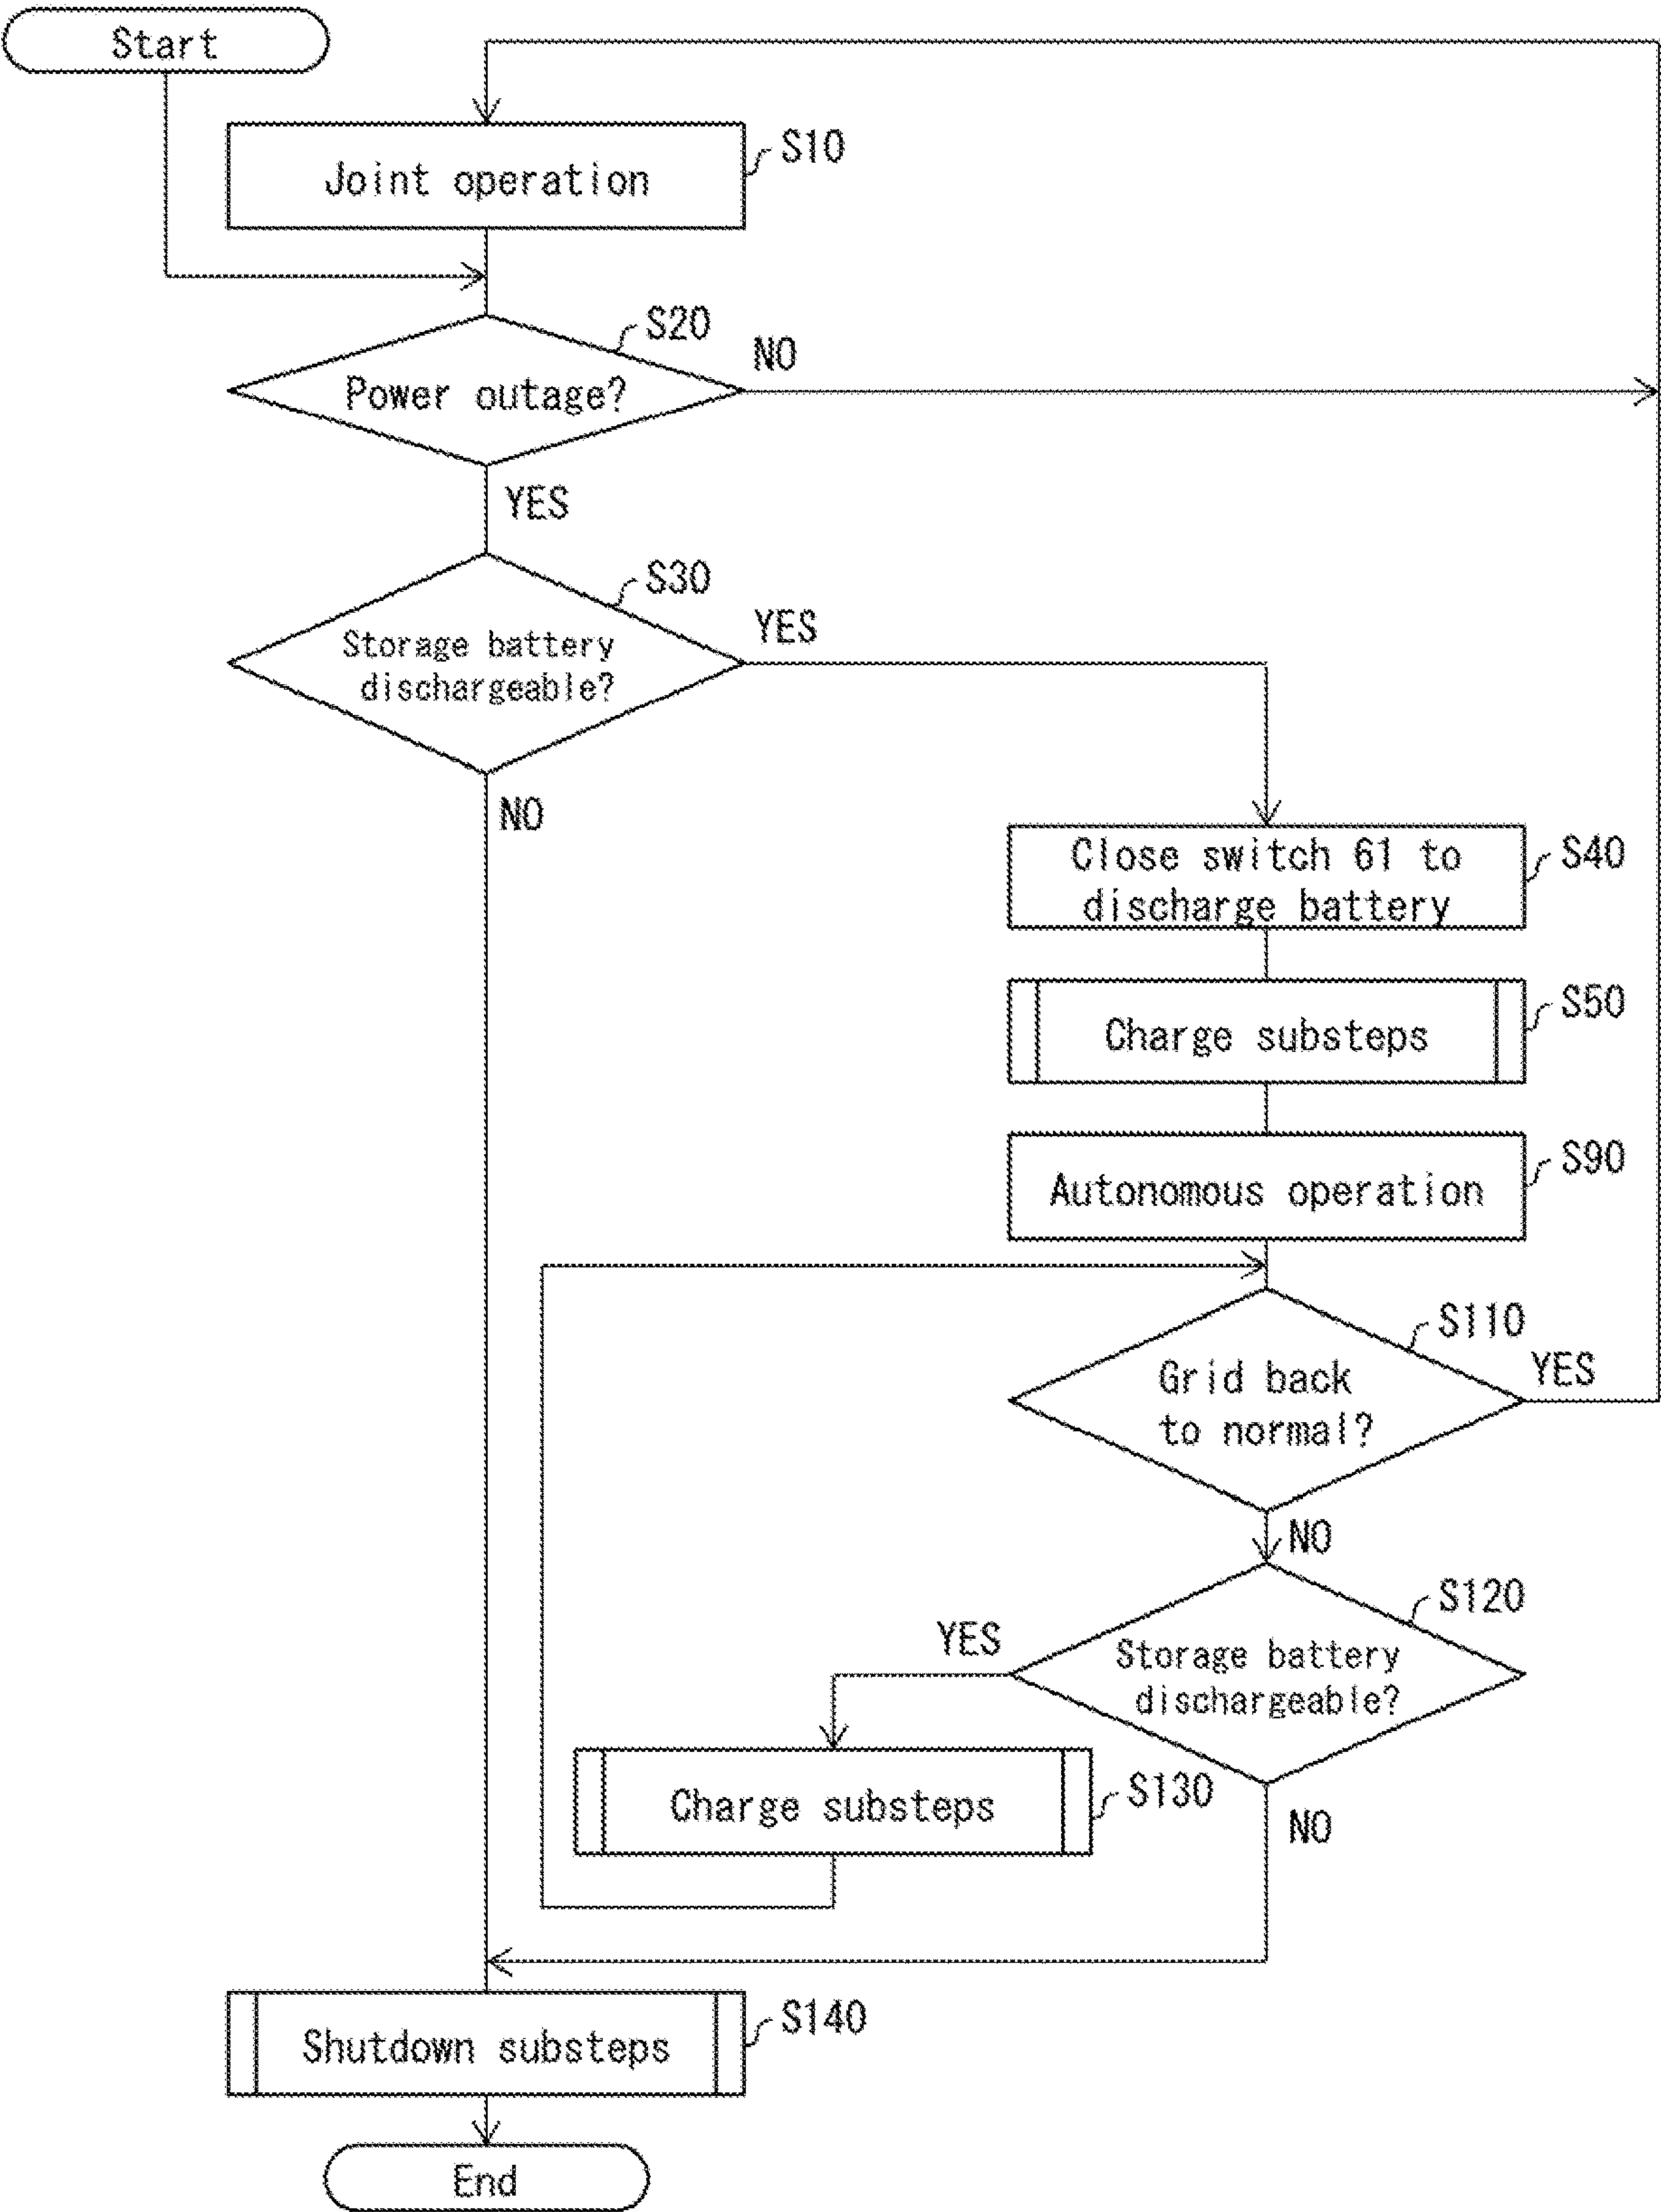 Start
Joint operation
S10
S20
Power outage?
NO
YES
S30
Storage battery
dischargeable?
YES
NO
Close switch 61 to
discharge battery
S40
Charge substeps
S50
Autonomous operation
S90
S110
Grid back
to normal?
YES
NO
S120
Storage battery
dischargeable?
YES
Charge substeps
S130
NO
Shutdown substeps
S140
End